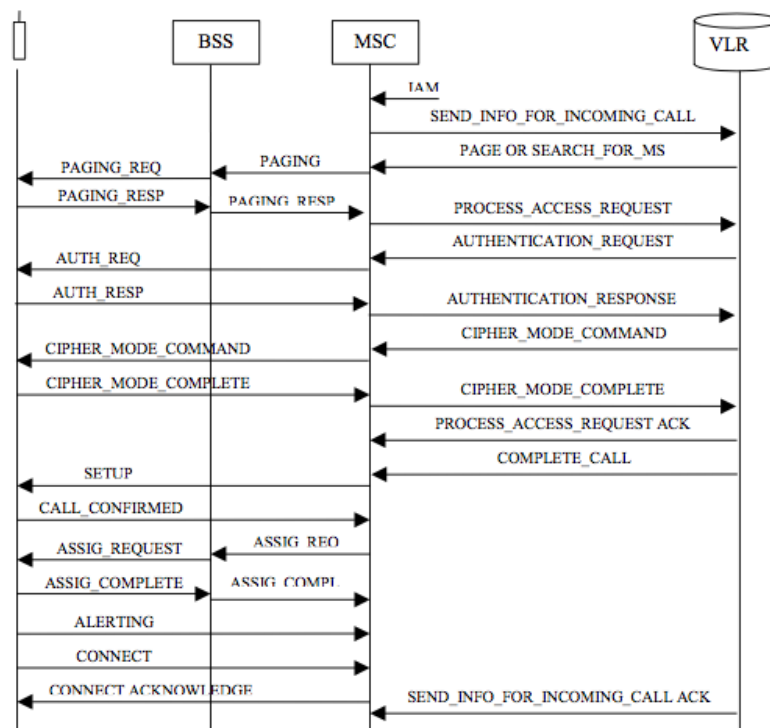 BSS
MSC
VLR
IAM
SEND_INFO_FOR_INCOMING_CALL
PAGING
PAGE OR SEARCH_FOR_MS
PAGING_REQ
PAGING_RESP
PAGING_RESP
PROCESS_ACCESS_REQUEST
AUTHENTICATION_REQUEST
AUTH_REQ
AUTH_RESP
AUTHENTICATION_RESPONSE
CIPHER_MODE_COMMAND
CIPHER_MODE_COMMAND
CIPHER_MODE_COMPLETE
CIPHER_MODE_COMPLETE
PROCESS_ACCESS_REQUEST ACK
COMPLETE_CALL
SETUP
CALL_CONFIRMED
ASSIG_REQ
ASSIG_REQUEST
ASSIG_COMPLETE
ASSIG_COMPL
ALERTING
CONNECT
CONNECT ACKNOWLEDGE
SEND_INFO_FOR_INCOMING_CALL ACK